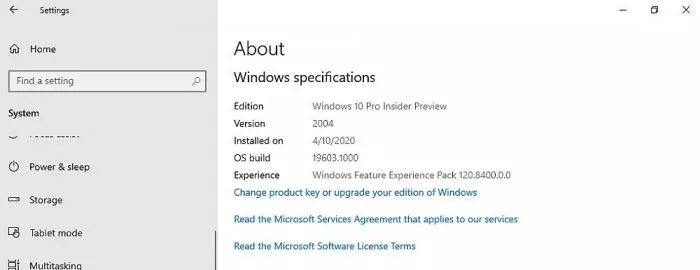 Settings
Home
Find a setting
System
Focus assist
Power & sleep
Storage
Tablet mode
Multitasking
About
Windows specifications
Edition Windows 10 Pro Insider Preview
Version 2004
Installed on 4/10/2020
OS build 19603.1000
Experience Windows Feature Experience Pack 120.8400.0.0
Change product key or upgrade your edition of Windows
Read the Microsoft Services Agreement that applies to our services
Read the Microsoft Software License Terms